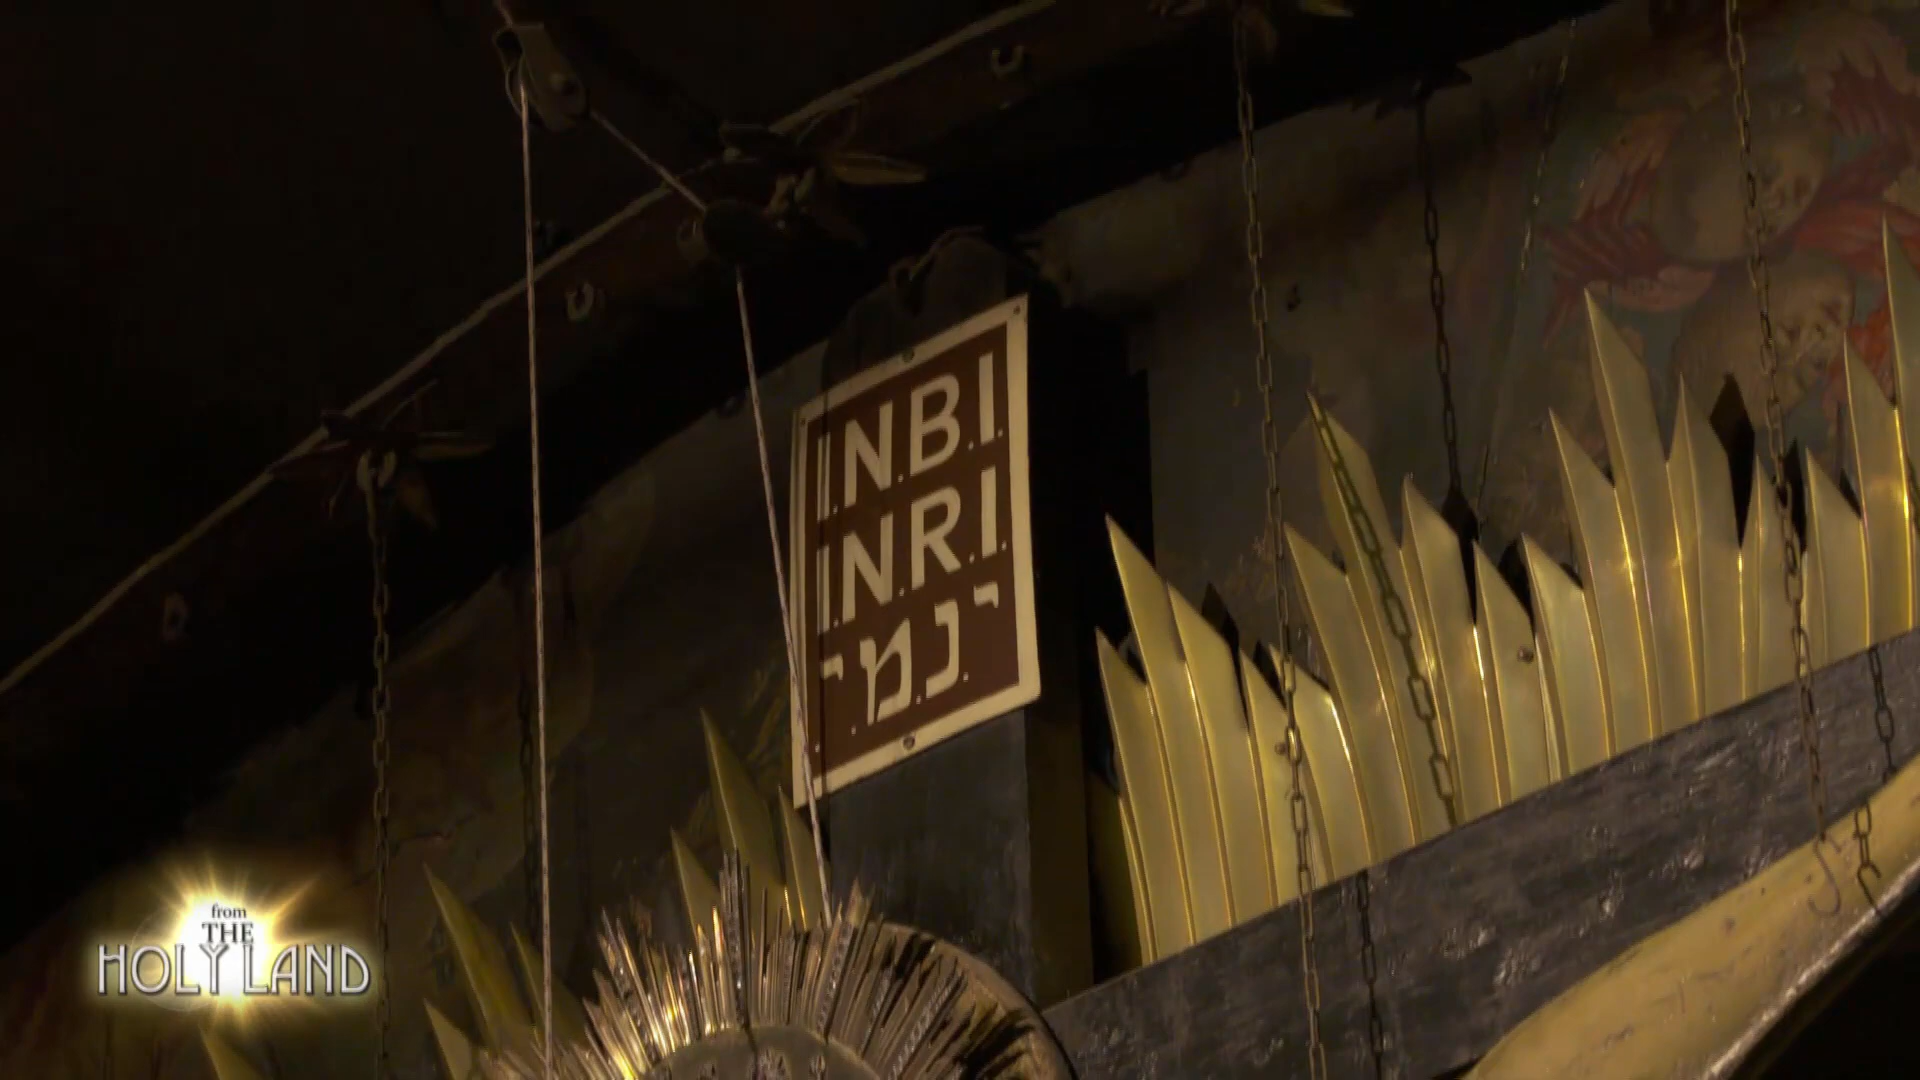 I.N.B.I.
I.N.R.I.
י.נ.מ.י.
from
THE
HOLY LAND